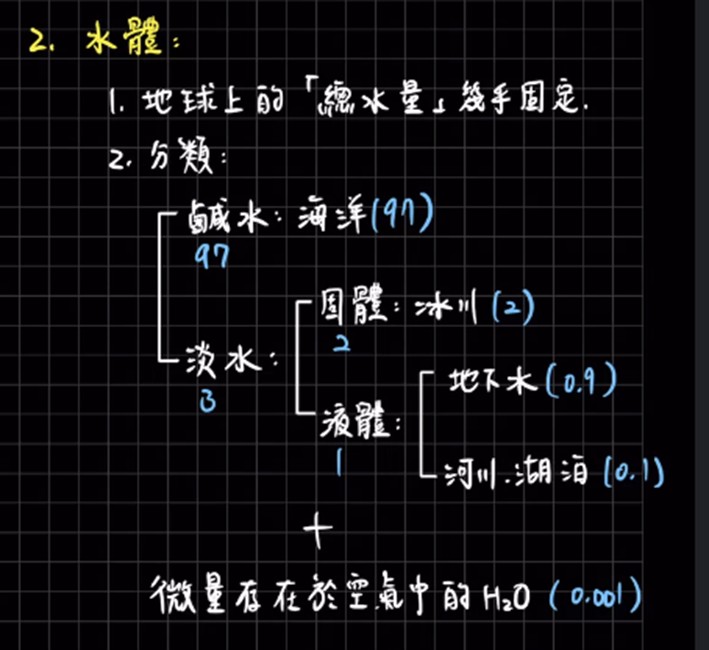 2. 水體:
1. 地球上的「總水量」幾乎固定.
2. 分類:
鹹水: 海洋(97)
97
固體: 冰川(2)
2
淡水:
3
地下水(0.9)
液體:
1
河川.湖泊(0.1)
+
微量存在於空氣中的H₂O (0.001)